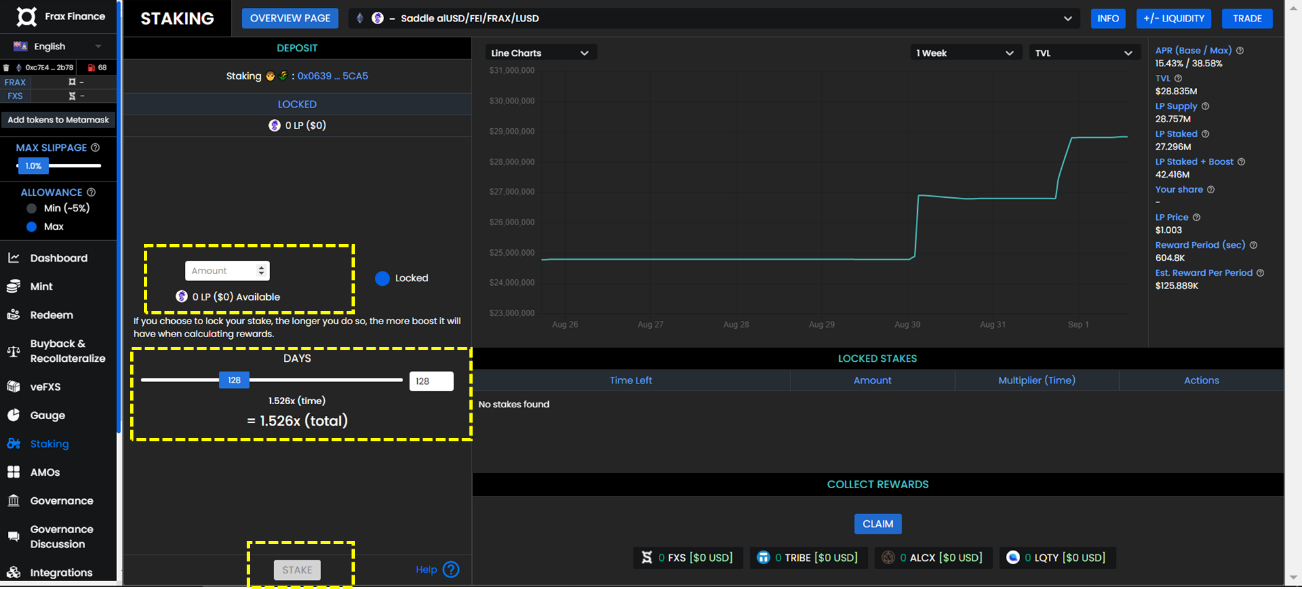 Frax Finance
English
0xc7E4 ... 2b78 68
FRAX -
FXS -
Add tokens to Metamask
MAX SLIPPAGE
1.0%
ALLOWANCE
Min (~5%)
Max
Dashboard
Mint
Redeem
Buyback &
Recollateralize
veFXS
Gauge
Staking
AMOs
Governance
Governance
Discussion
Integrations
STAKING
OVERVIEW PAGE
– Saddle alUSD/FEI/FRAX/LUSD
INFO
+/- LIQUIDITY
TRADE
DEPOSIT
Staking : 0x0639 ... 5CA5
LOCKED
0 LP ($0)
Amount
0 LP ($0) Available
Locked
If you choose to lock your stake, the longer you do so, the more boost it will
have when calculating rewards.
DAYS
128
128
1.526x (time)
= 1.526x (total)
STAKE
Help
Line Charts
1 Week
TVL
$31,000,000
$30,000,000
$29,000,000
$28,000,000
$27,000,000
$26,000,000
$25,000,000
$24,000,000
$23,000,000
Aug 26
Aug 27
Aug 28
Aug 29
Aug 30
Aug 31
Sep 1
APR (Base / Max)
15.43% / 38.58%
TVL
$28.835M
LP Supply
28.757M
LP Staked
27.296M
LP Staked + Boost
42.416M
Your share
-
LP Price
$1.003
Reward Period (sec)
604.8K
Est. Reward Per Period
$125.889K
LOCKED STAKES
Time Left Amount Multiplier (Time) Actions
No stakes found
COLLECT REWARDS
CLAIM
0 FXS [$0 USD]
0 TRIBE [$0 USD]
0 ALCX [$0 USD]
0 LQTY [$0 USD]